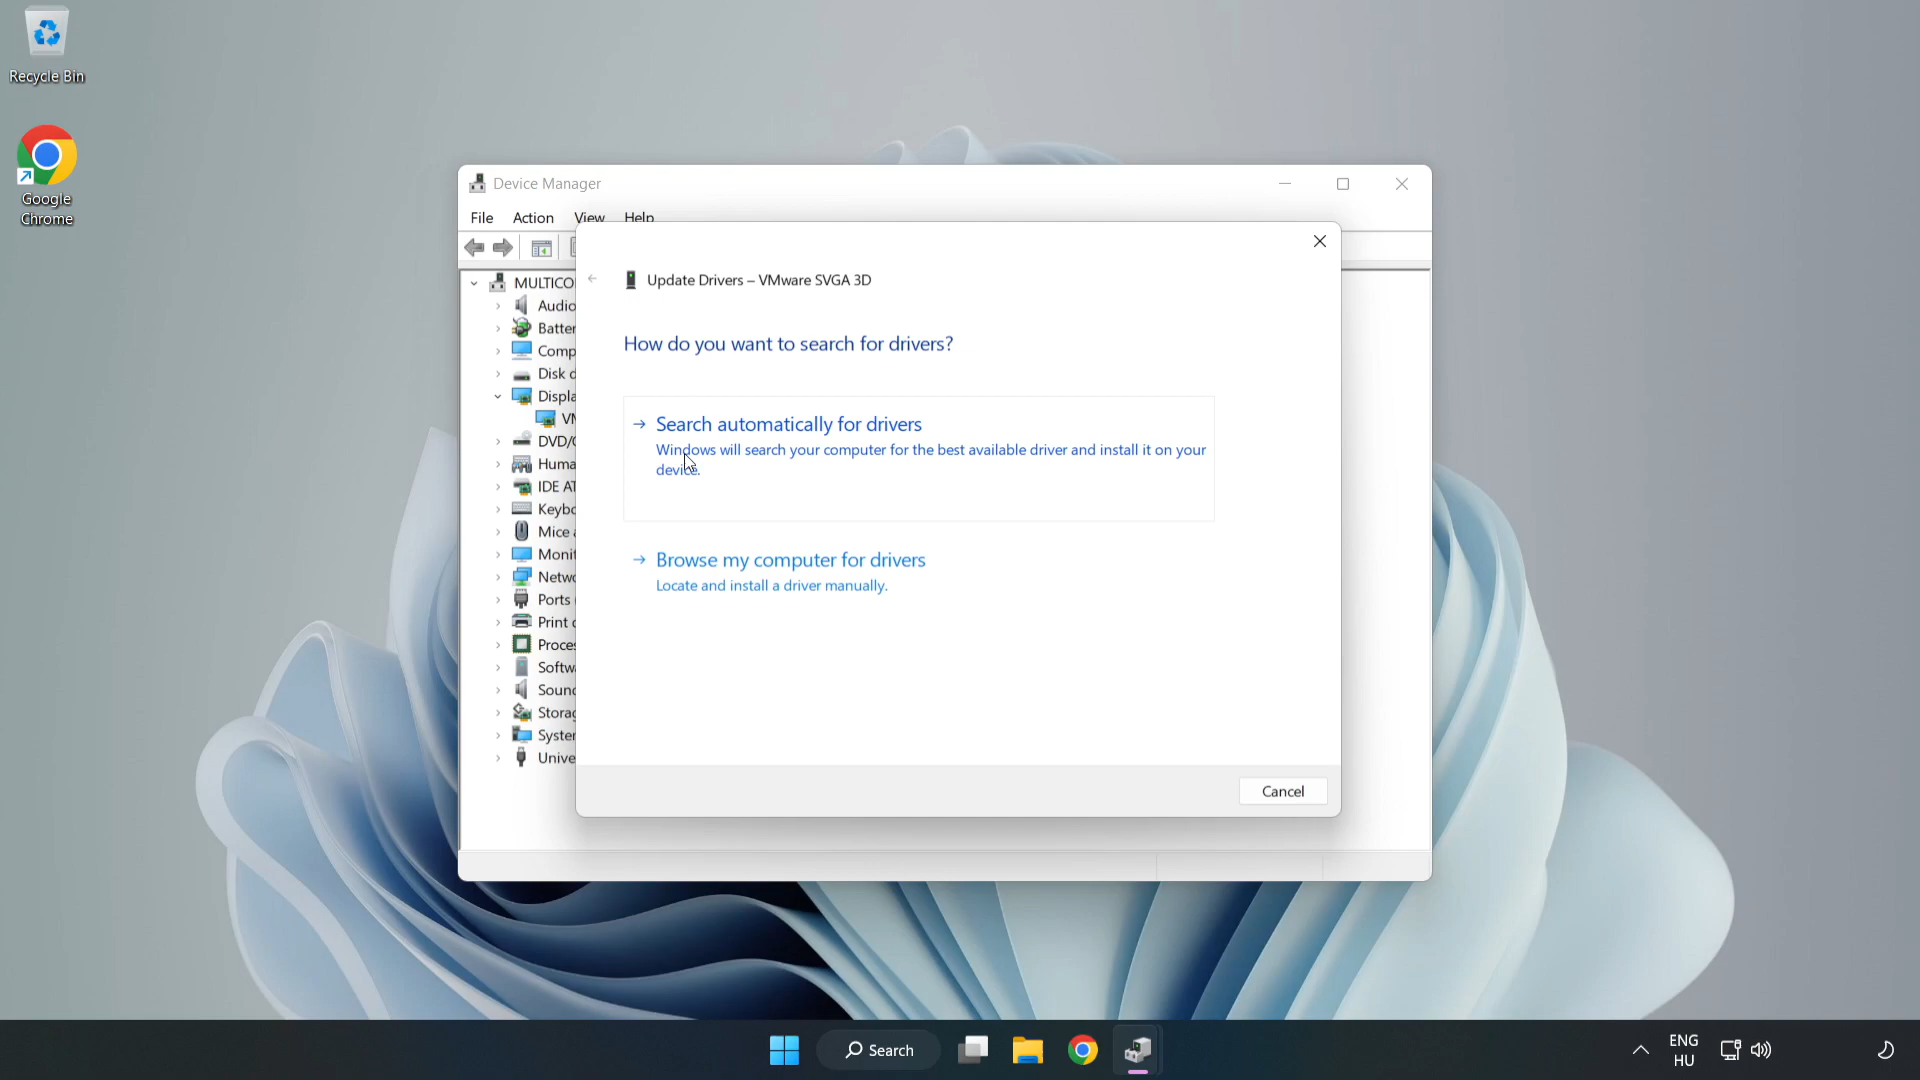 Recycle Bin
Google
Chrome
Device Manager
File Action View Help
MULTICO
Audio
Batter
Comp
Disk d
Displa
VM
DVD/C
Huma
IDE AT
Keybo
Mice a
Monit
Netwo
Ports
Print
Proces
Softwa
Sound
Storag
System
Unive
Update Drivers – VMware SVGA 3D
How do you want to search for drivers?
Search automatically for drivers
Windows will search your computer for the best available driver and install it on your
device.
Browse my computer for drivers
Locate and install a driver manually.
Cancel
Search
ENG
HU